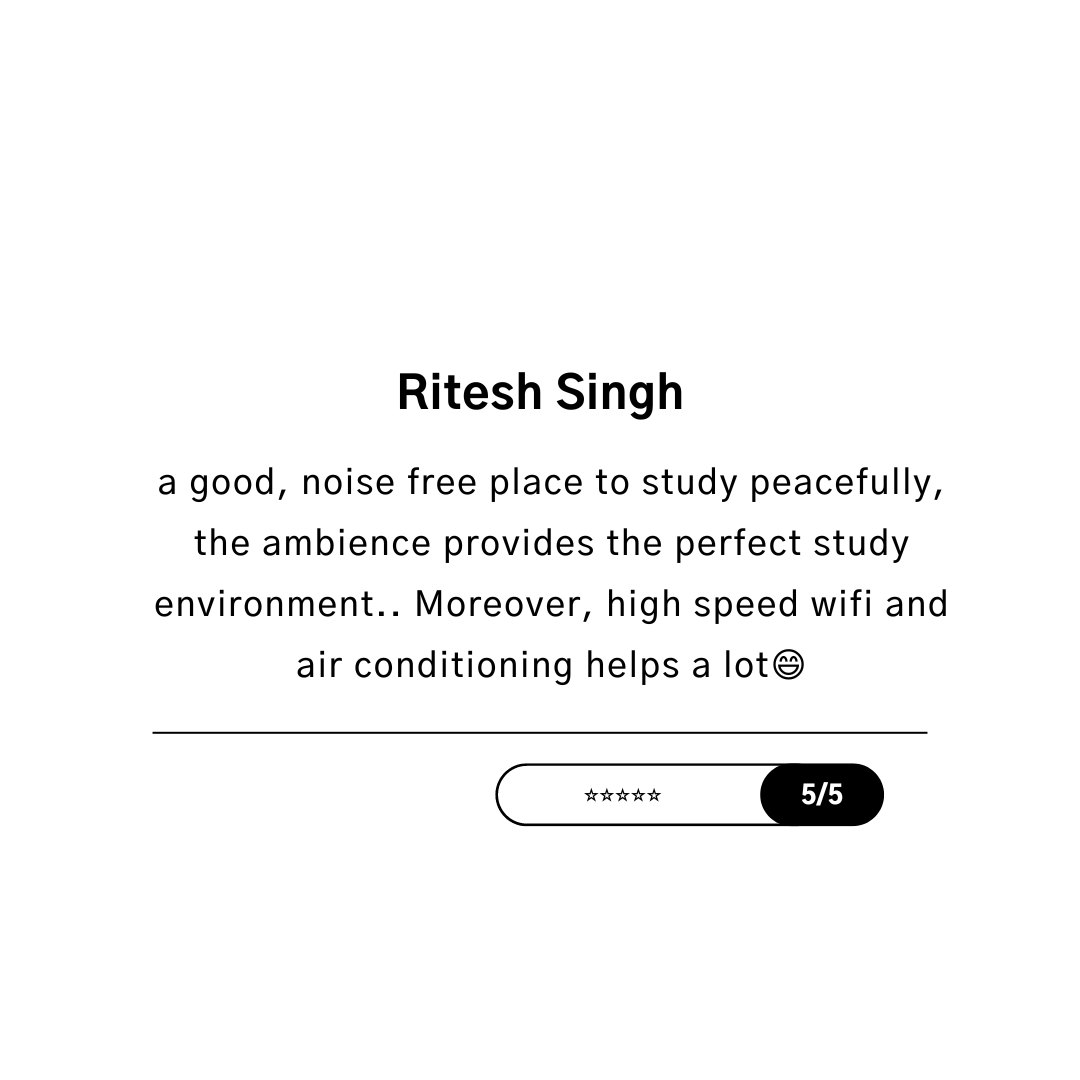 Ritesh Singh
a good, noise free place to study peacefully,
the ambience provides the perfect study
environment.. Moreover, high speed wifi and
air conditioning helps a lot😄
☆☆☆☆☆ 5/5